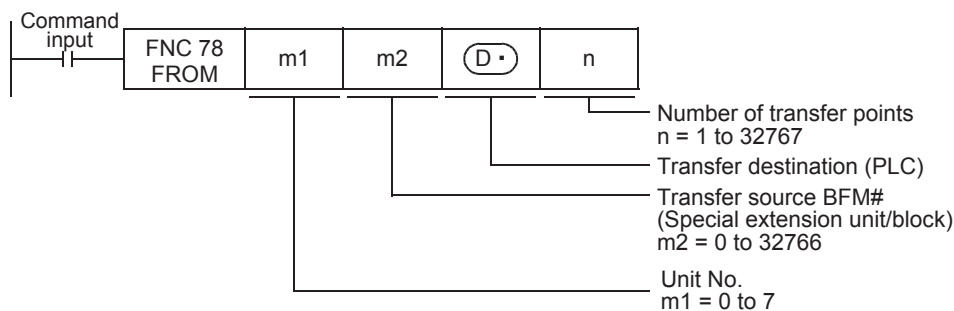 Command
input
FNC 78
FROM
m1
m2
D •
n
Number of transfer points
n = 1 to 32767
Transfer destination (PLC)
Transfer source BFM#
(Special extension unit/block)
m2 = 0 to 32766
Unit No.
m1 = 0 to 7